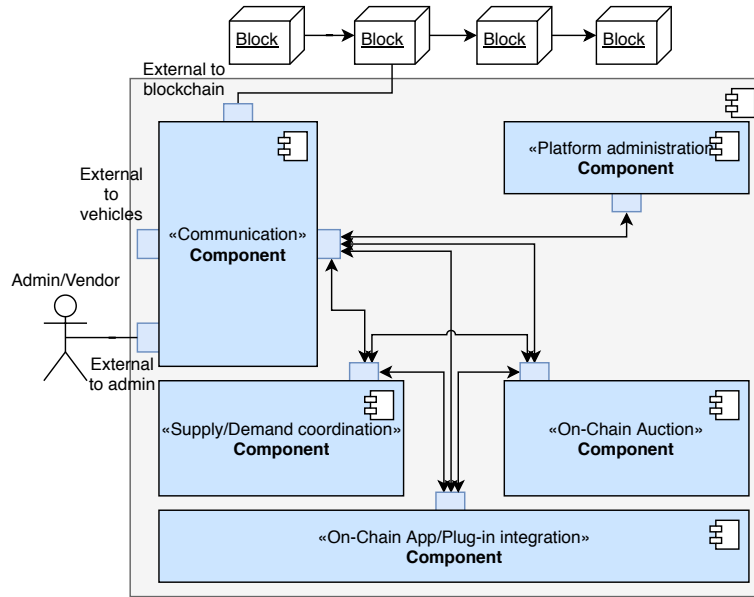 Block
Block
Block
Block
External to
blockchain
«Platform administration
Component
External
to
vehicles
«Communication»
Component
Admin/Vendor
External
to admin
«Supply/Demand coordination»
Component
«On-Chain Auction»
Component
«On-Chain App/Plug-in integration»
Component